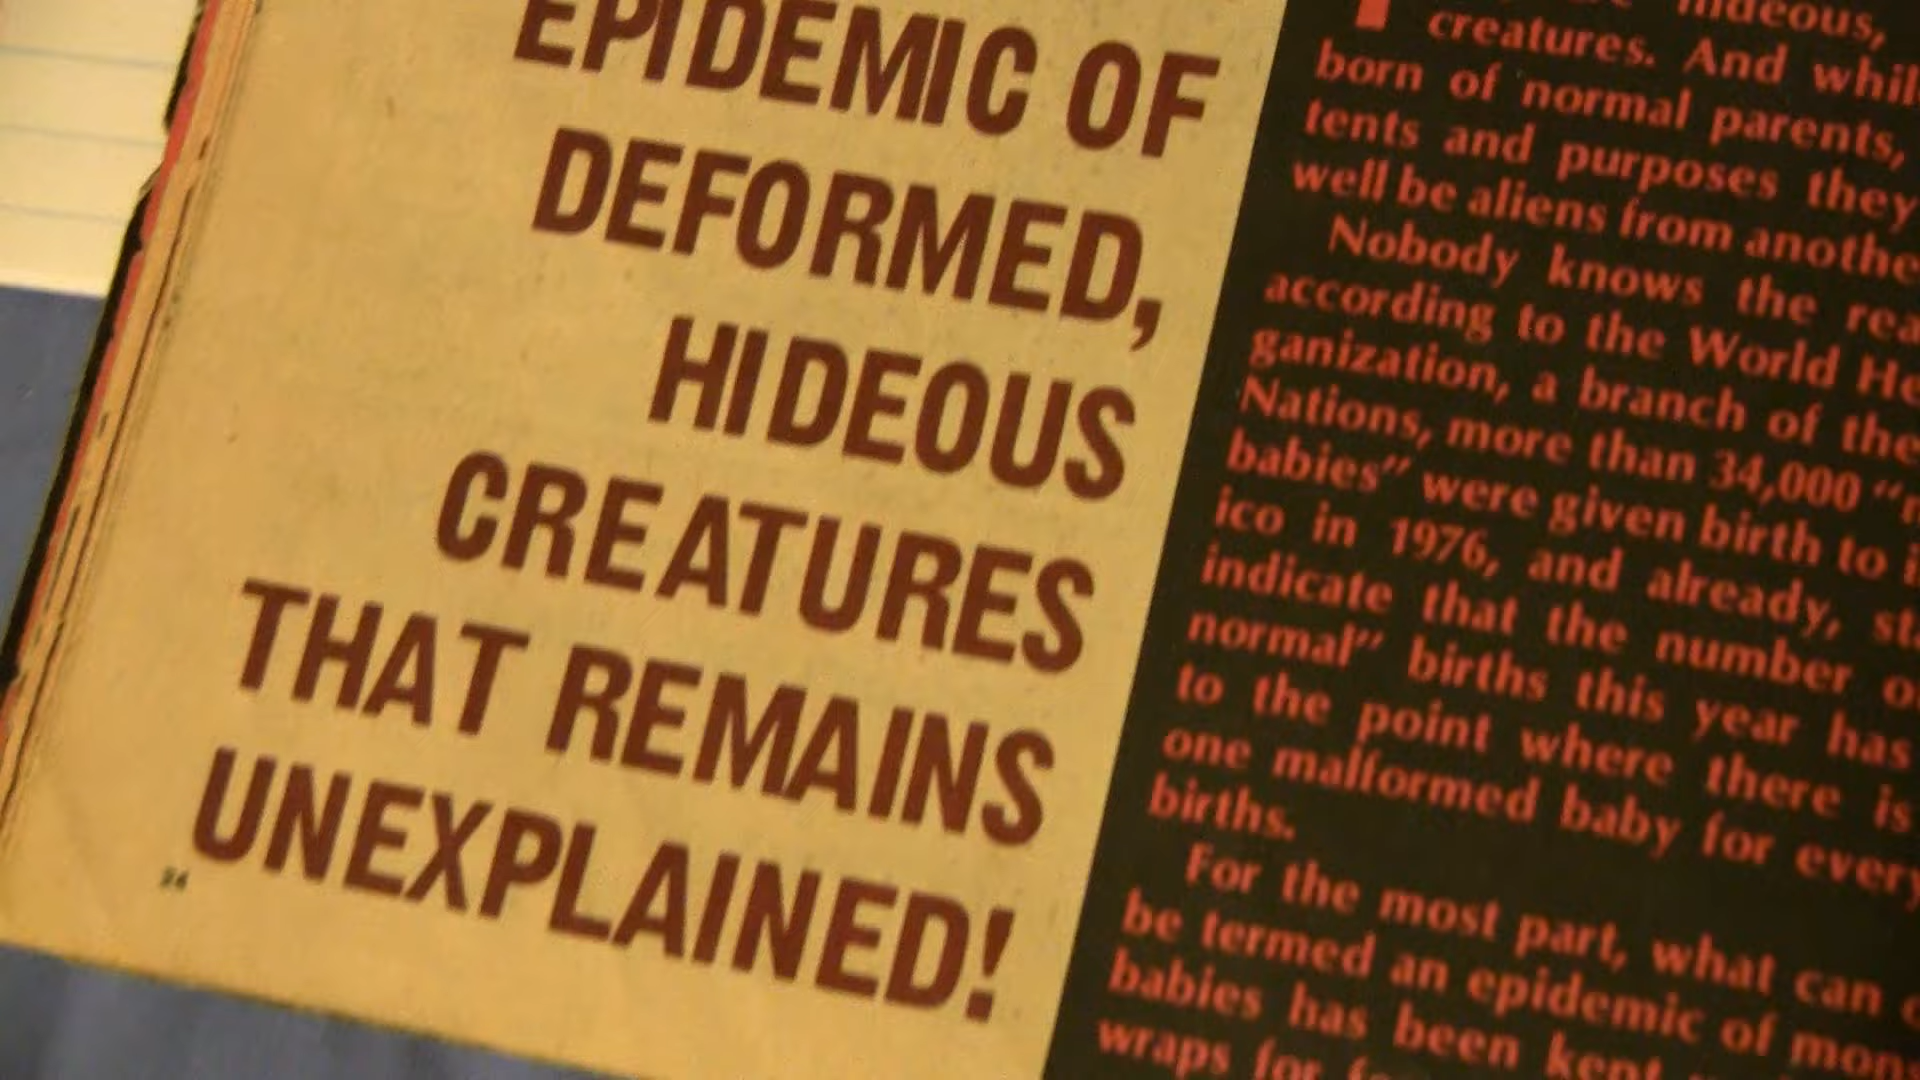 EPIDEMIC OF
DEFORMED,
HIDEOUS
CREATURES
THAT REMAINS
UNEXPLAINED!
24
hideous,
creatures. And whil
born of normal parents,
tents and purposes they
well be aliens from anothe
Nobody knows the rea
according to the World He
ganization, a branch of the
Nations, more than 34,000 "m
babies" were given birth to i
ico in 1976, and already, sta
indicate that the number o
normal" births this year has
to the point where there is
one malformed baby for every
births.
For the most part, what can
be termed an epidemic of mons
babies has been kept
wraps for